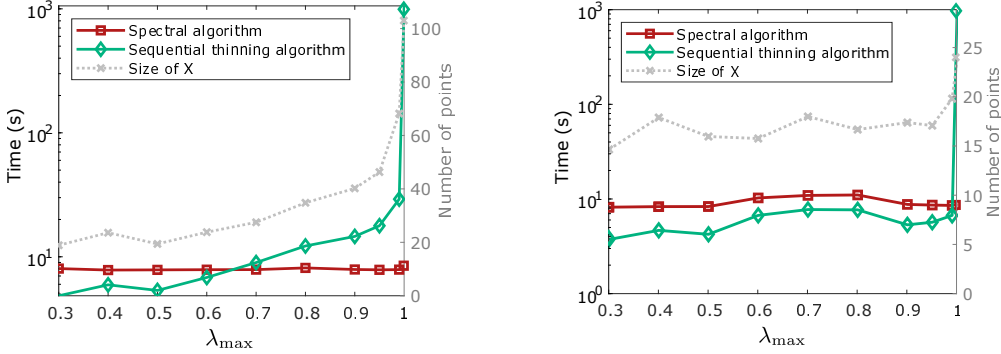 Spectral algorithm
Sequential thinning algorithm
Size of X
Time (s)
10³
10²
10¹
Number of points
100
80
60
40
20
0
0.3 0.4 0.5 0.6 0.7 0.8 0.9 1
λmax
Spectral algorithm
Sequential thinning algorithm
Size of X
Time (s)
10³
10²
10¹
10⁰
Number of points
25
20
15
10
5
0
0.3 0.4 0.5 0.6 0.7 0.8 0.9 1
λmax